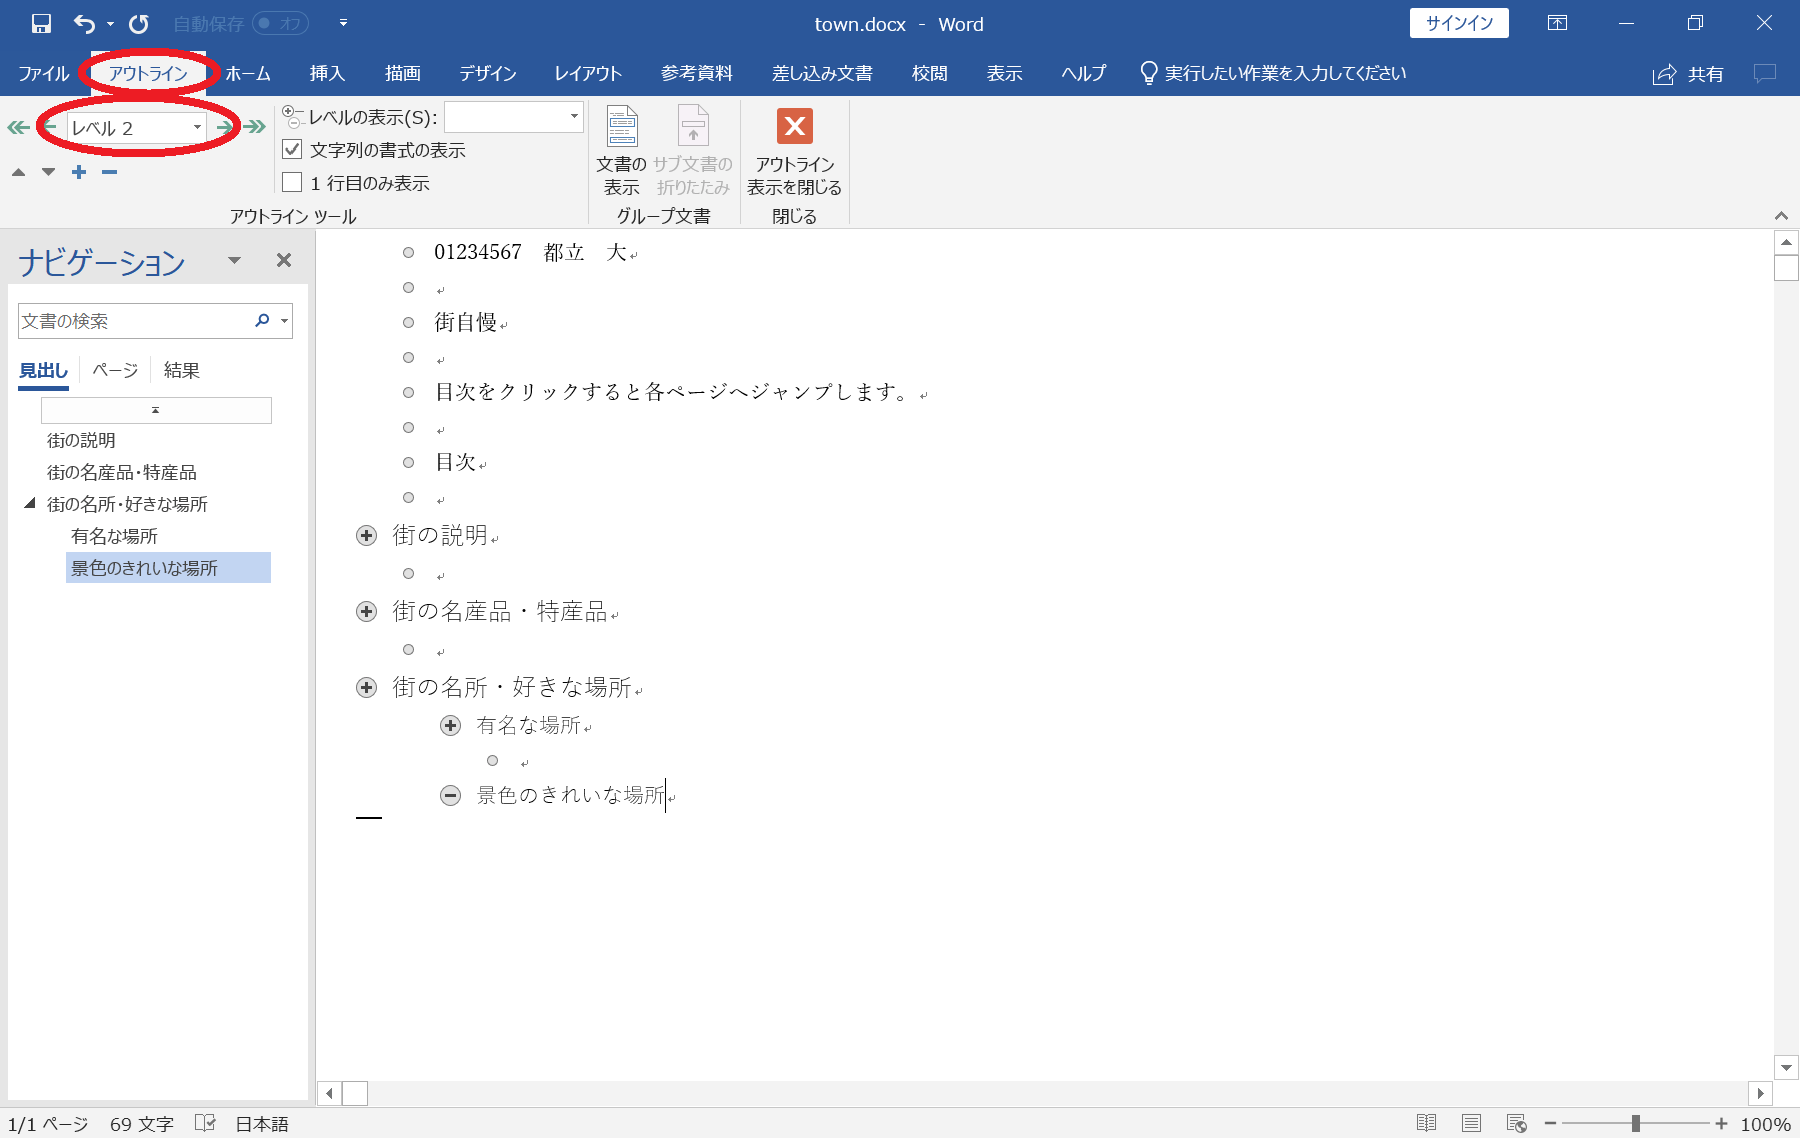 自動保存 オフ
town.docx - Word
サインイン
ファイル アウトライン ホーム 挿入 描画 デザイン レイアウト 参考資料 差し込み文書 校閲 表示 ヘルプ 実行したい作業を入力してください 共有
レベル 2
レベルの表示(S):
文字列の書式の表示
1 行目のみ表示
アウトライン ツール
文書の
表示
サブ文書の
折りたたみ
グループ文書
アウトライン
表示を閉じる
閉じる
ナビゲーション
文書の検索
見出し ページ 結果
街の説明
街の名産品・特産品
街の名所・好きな場所
有名な場所
景色のきれいな場所
01234567 都立 大
街自慢
目次をクリックすると各ページへジャンプします。
目次
街の説明
街の名産品・特産品
街の名所・好きな場所
有名な場所
景色のきれいな場所
1/1 ページ 69 文字 日本語
100%